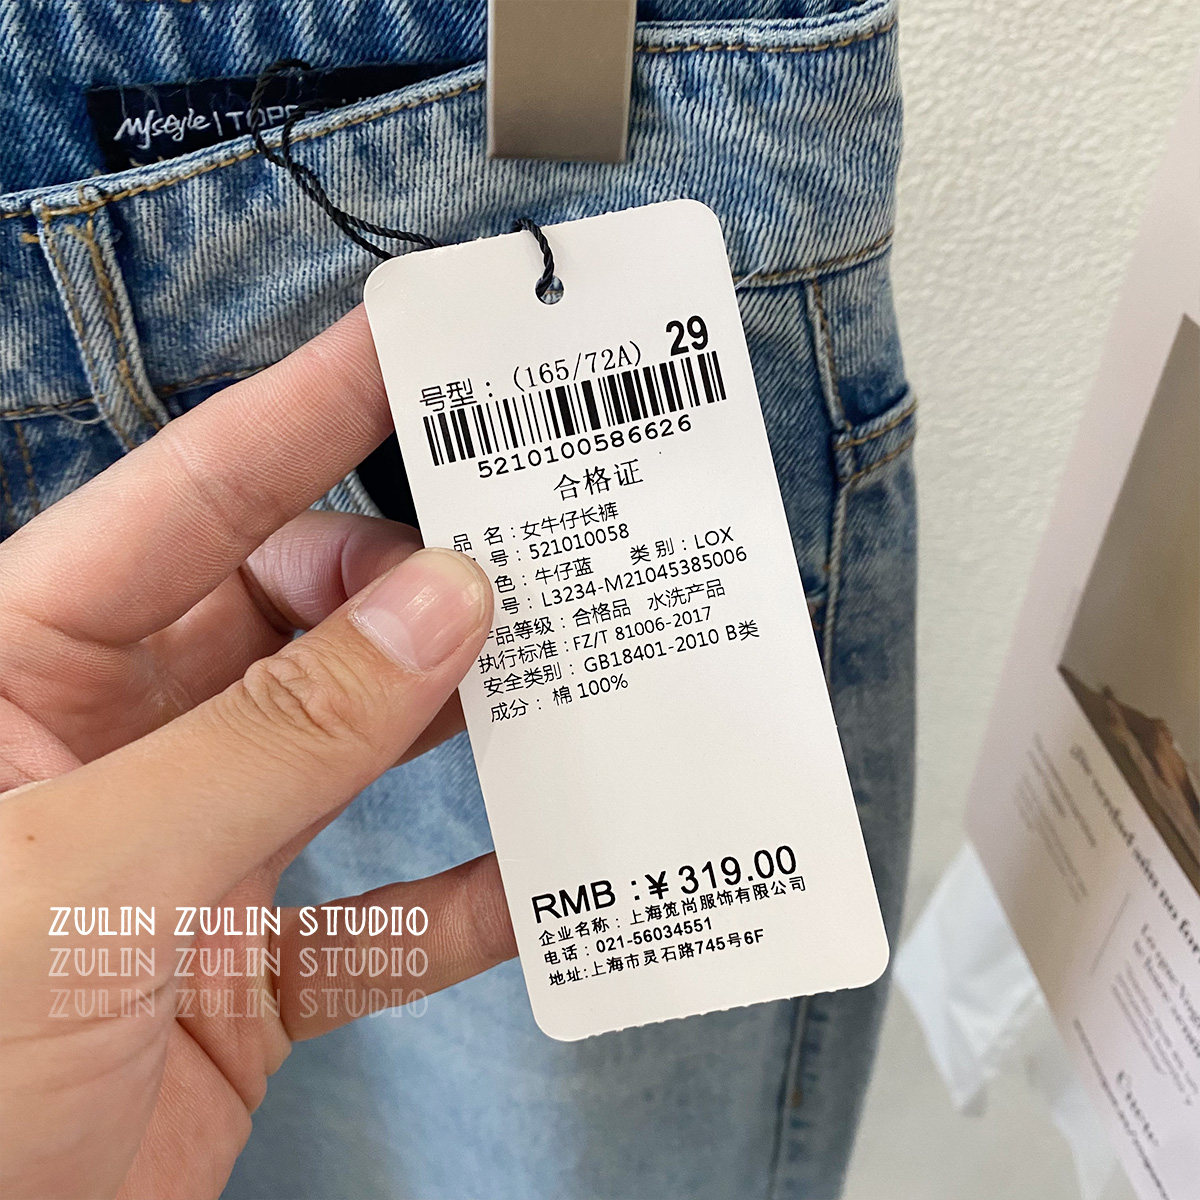 Mfstyle | TOPFE
29
号型：(165/72A)
5210100586626
合格证
品 名：女牛仔长裤
号：521010058
色：牛仔蓝 类 别：LOX
号：L3234-M21045385006
产品等级：合格品 水洗产品
执行标准：FZ/T 81006-2017
安全类别： GB18401-2010 B类
成分： 棉 100%
RMB :￥319.00
企业名称：上海笕尚服饰有限公司
电话：021-56034551
地址:上海市灵石路745号6F
ZULIN ZULIN STUDIO
ZULIN ZULIN STUDIO
ZULIN ZULIN STUDIO